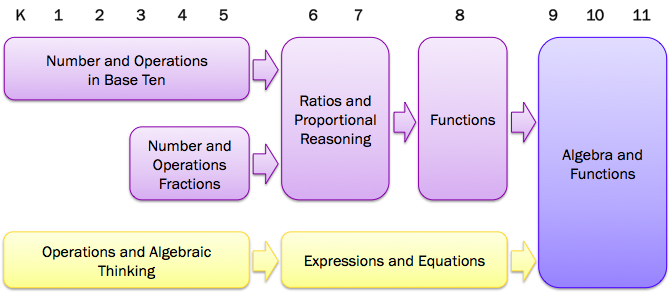 K 1 2 3 4 5 6 7 8 9 10 11
Number and Operations
in Base Ten
Number and
Operations
Fractions
Ratios and
Proportional
Reasoning
Functions
Algebra and
Functions
Operations and Algebraic
Thinking
Expressions and Equations